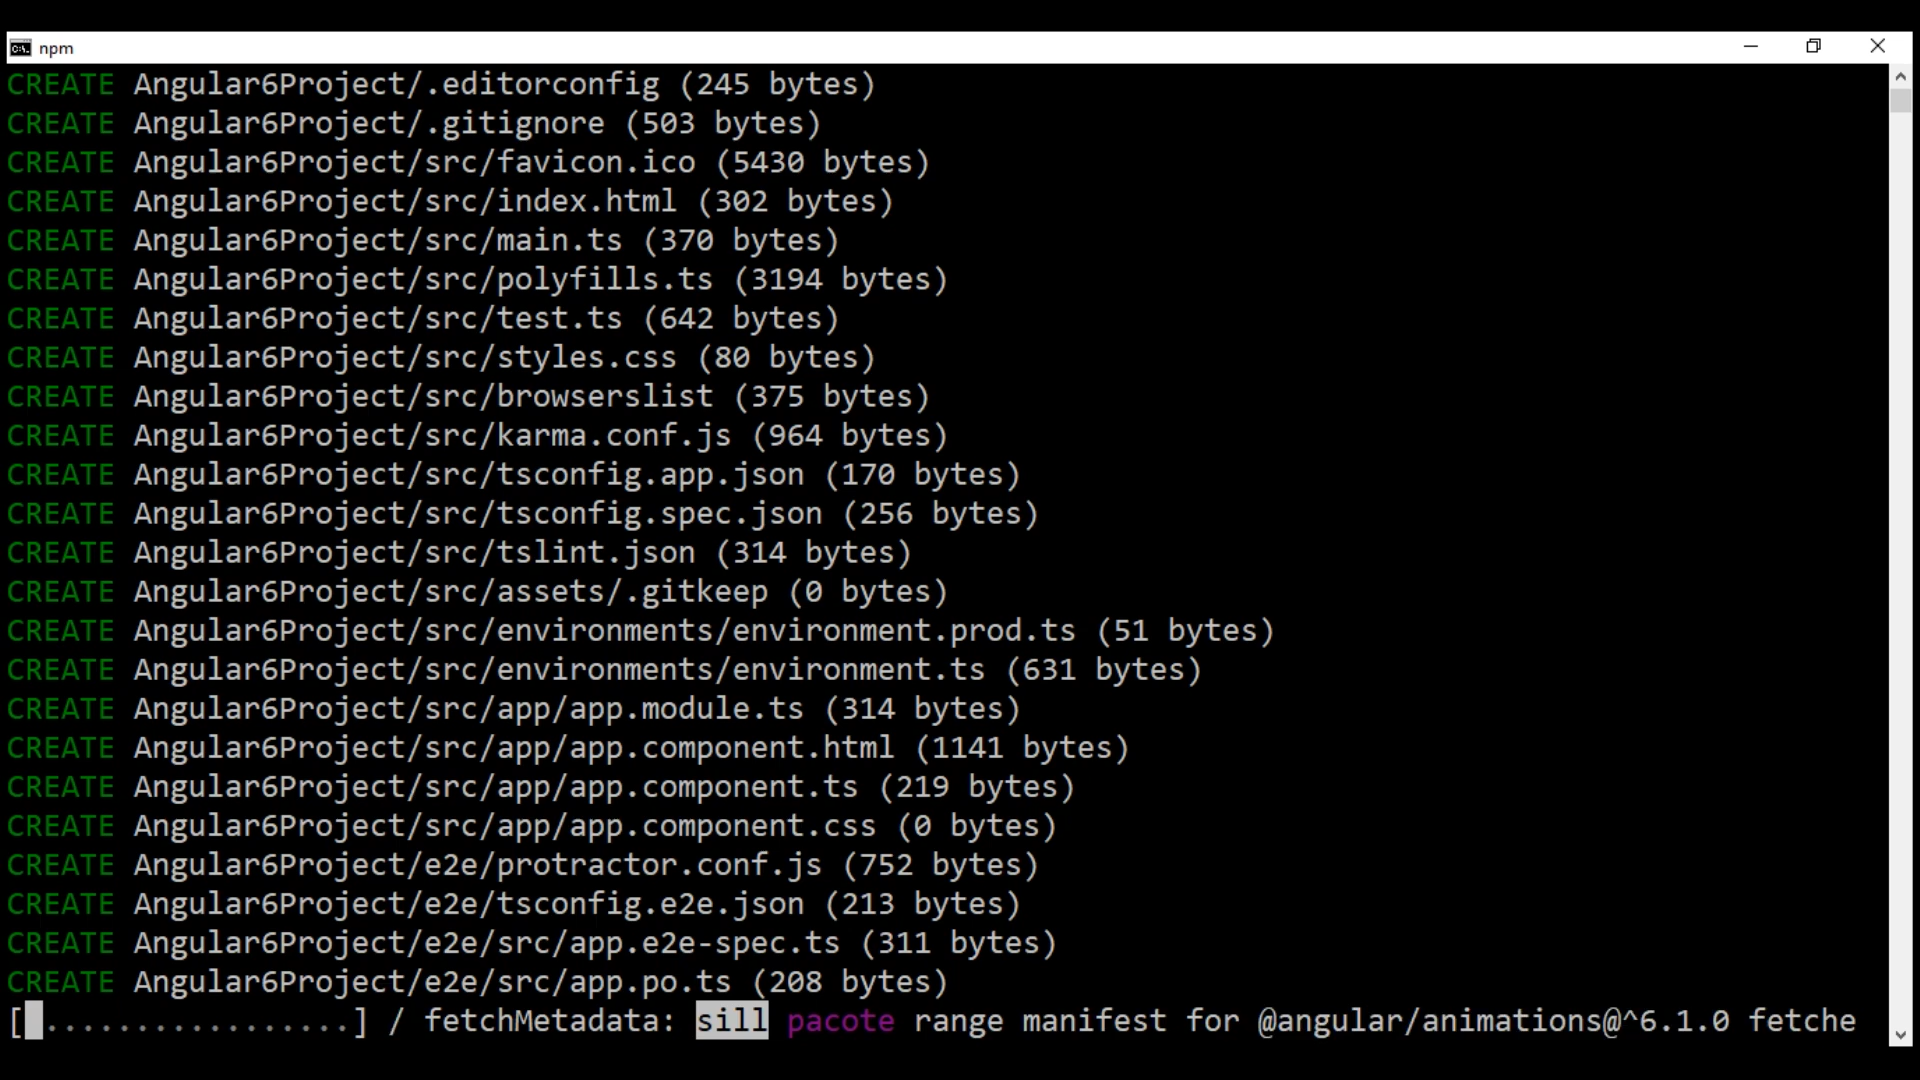 npm
CREATE Angular6Project/.editorconfig (245 bytes)
CREATE Angular6Project/.gitignore (503 bytes)
CREATE Angular6Project/src/favicon.ico (5430 bytes)
CREATE Angular6Project/src/index.html (302 bytes)
CREATE Angular6Project/src/main.ts (370 bytes)
CREATE Angular6Project/src/polyfills.ts (3194 bytes)
CREATE Angular6Project/src/test.ts (642 bytes)
CREATE Angular6Project/src/styles.css (80 bytes)
CREATE Angular6Project/src/browserslist (375 bytes)
CREATE Angular6Project/src/karma.conf.js (964 bytes)
CREATE Angular6Project/src/tsconfig.app.json (170 bytes)
CREATE Angular6Project/src/tsconfig.spec.json (256 bytes)
CREATE Angular6Project/src/tslint.json (314 bytes)
CREATE Angular6Project/src/assets/.gitkeep (0 bytes)
CREATE Angular6Project/src/environments/environment.prod.ts (51 bytes)
CREATE Angular6Project/src/environments/environment.ts (631 bytes)
CREATE Angular6Project/src/app/app.module.ts (314 bytes)
CREATE Angular6Project/src/app/app.component.html (1141 bytes)
CREATE Angular6Project/src/app/app.component.ts (219 bytes)
CREATE Angular6Project/src/app/app.component.css (0 bytes)
CREATE Angular6Project/e2e/protractor.conf.js (752 bytes)
CREATE Angular6Project/e2e/tsconfig.e2e.json (213 bytes)
CREATE Angular6Project/e2e/src/app.e2e-spec.ts (311 bytes)
CREATE Angular6Project/e2e/src/app.po.ts (208 bytes)
[ .................] / fetchMetadata: sill pacote range manifest for @angular/animations@^6.1.0 fetche